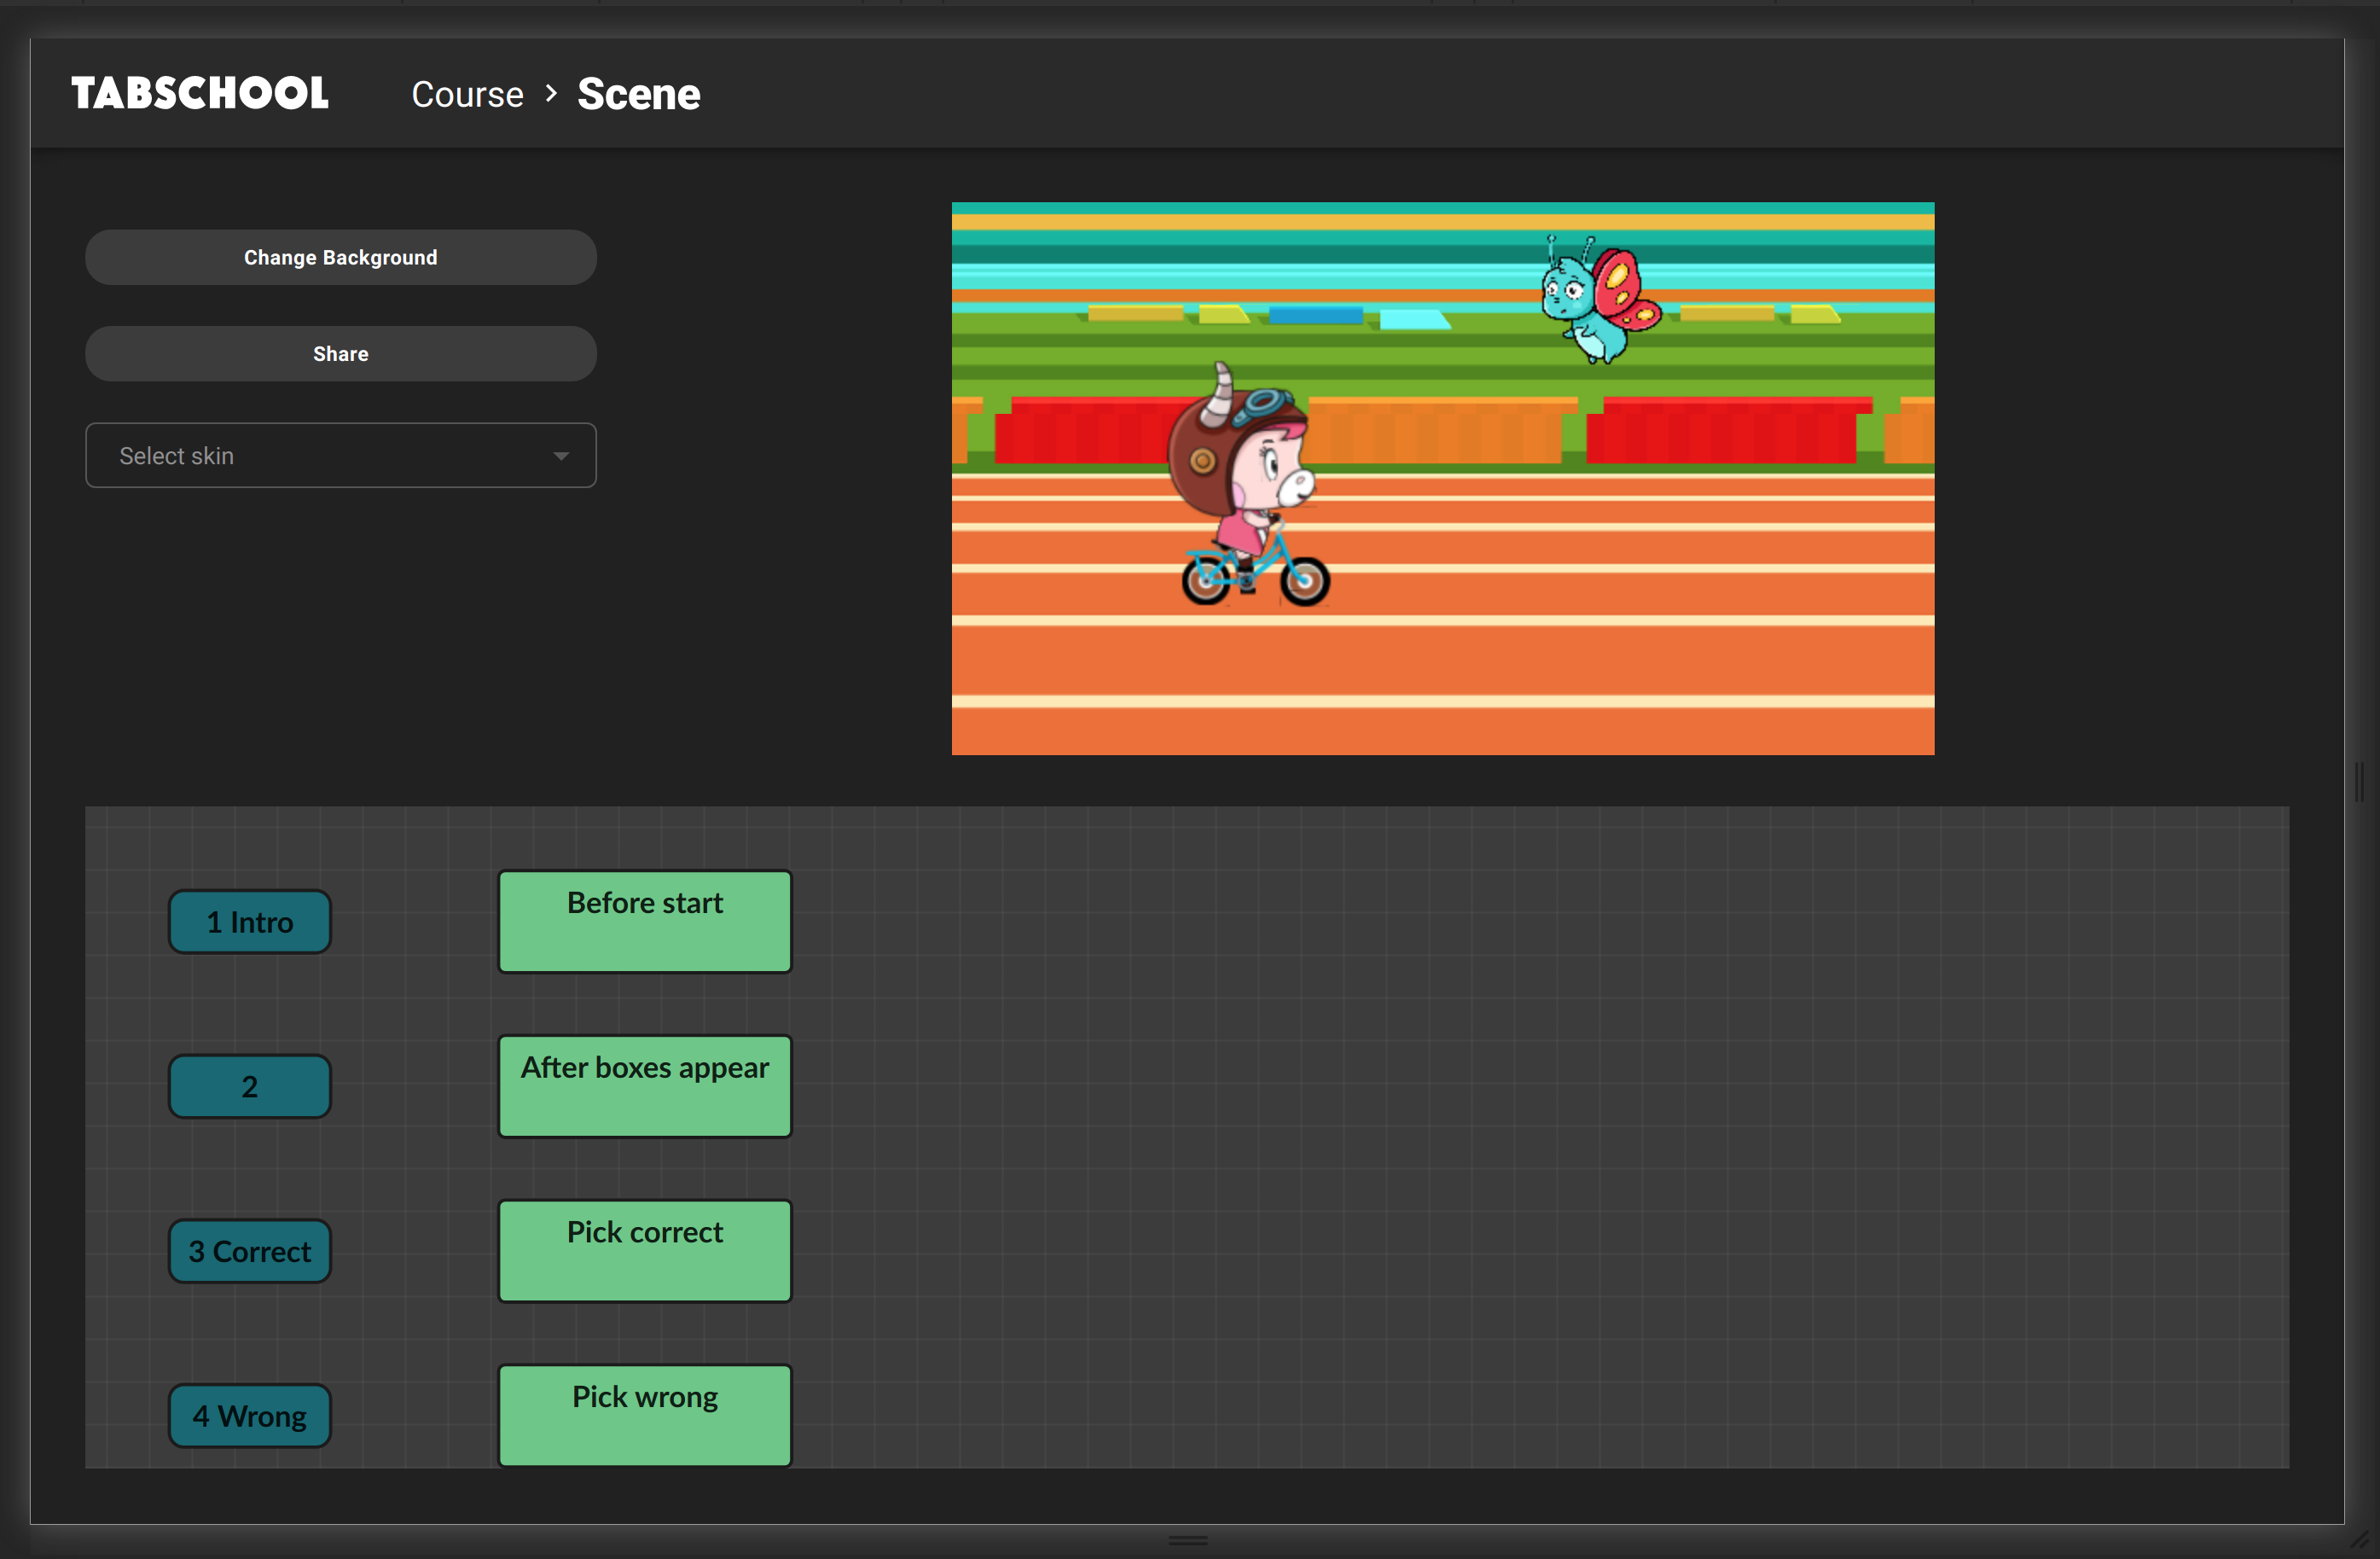 TABSCHOOL
Course > Scene
Change Background
Share
Select skin
1 Intro
Before start
2
After boxes appear
3 Correct
Pick correct
4 Wrong
Pick wrong